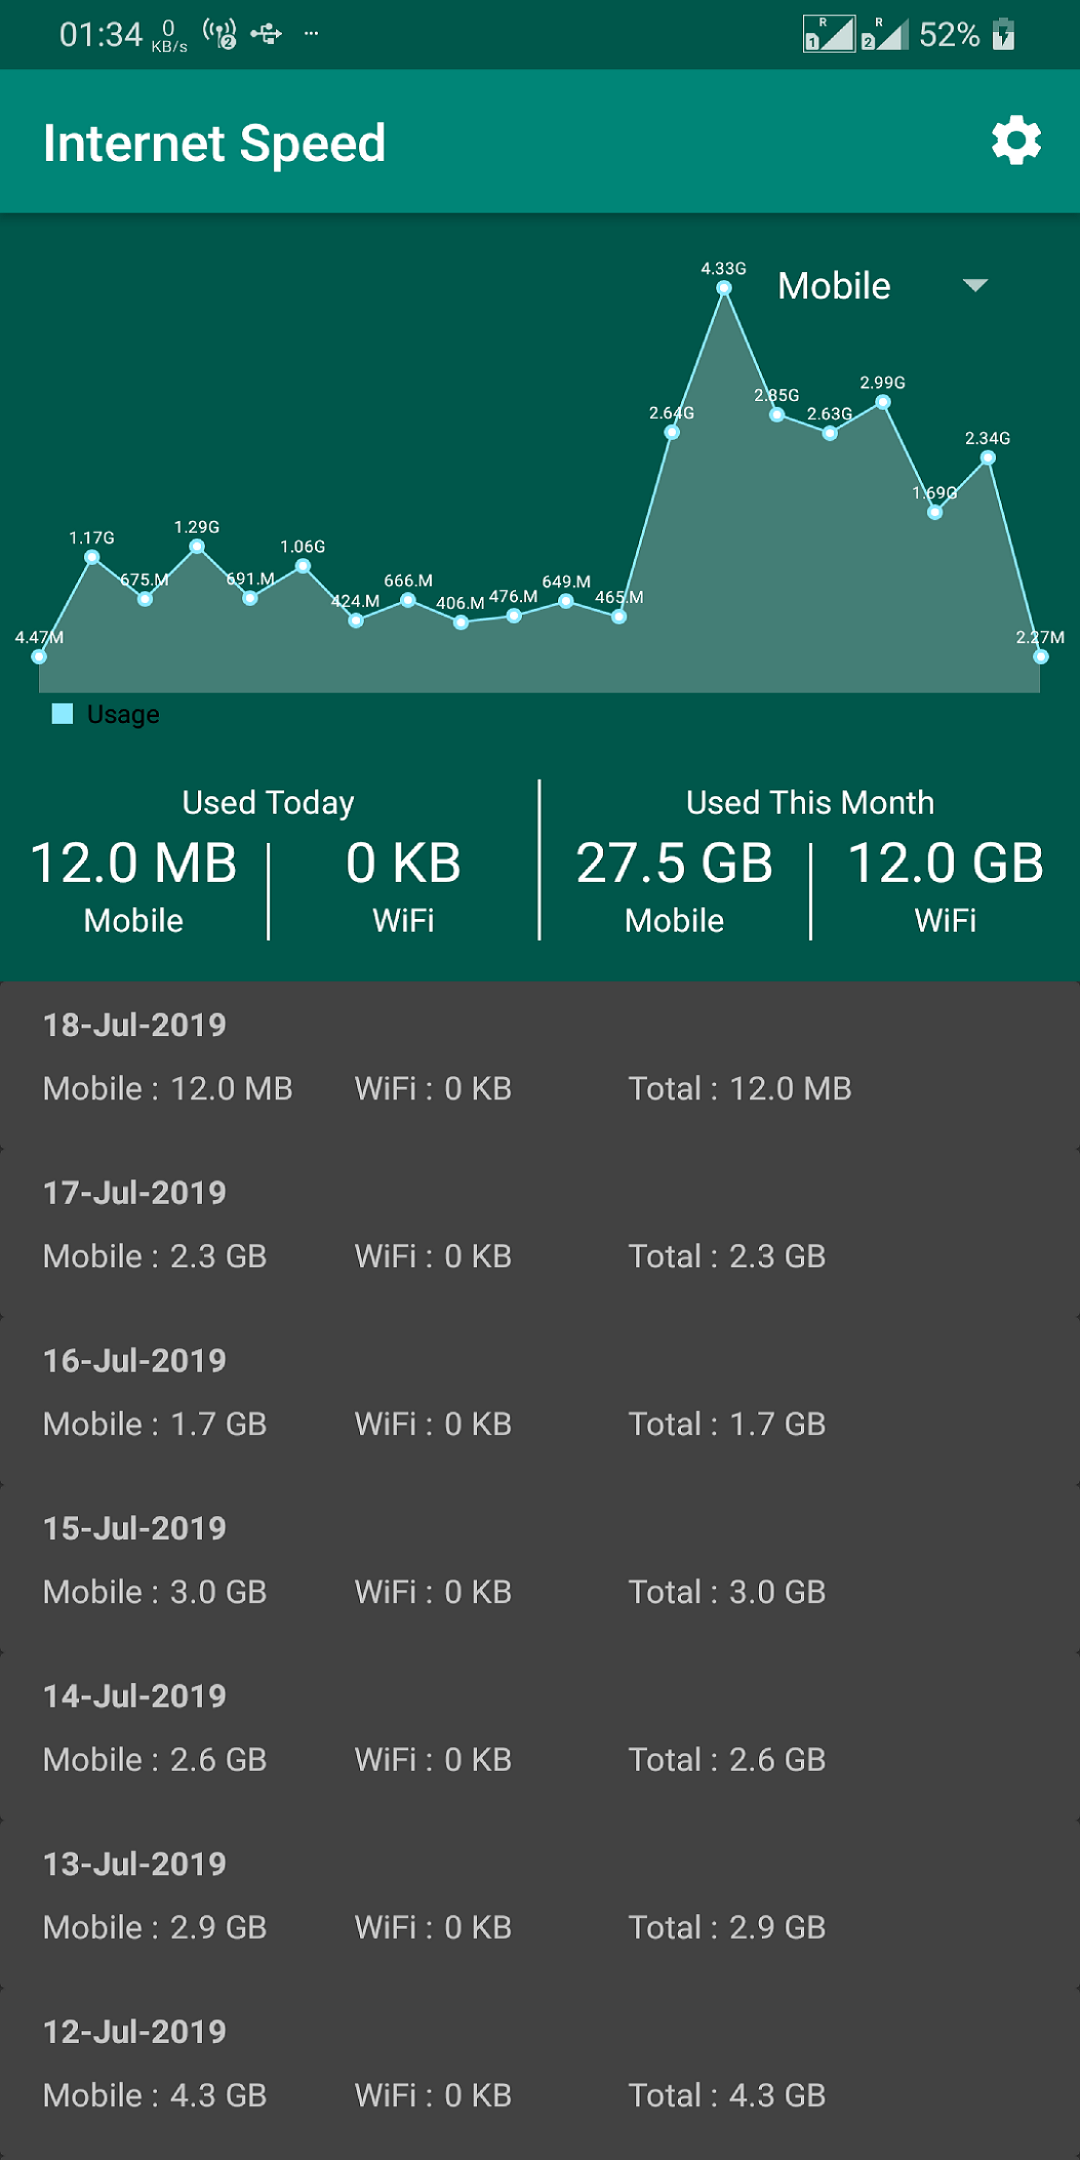 01:34 0 KB/s 2 ... R 1 R 2 52%
Internet Speed
Mobile
4.33G
2.99G
2.85G
2.64G 2.63G
2.34G
1.69G
1.29G
1.17G
1.06G
675.M 691.M 666.M 649.M
424.M 406.M 476.M 465.M
4.47M 2.27M
Usage
Used Today Used This Month
12.0 MB 0 KB 27.5 GB 12.0 GB
Mobile WiFi Mobile WiFi
18-Jul-2019
Mobile : 12.0 MB WiFi : 0 KB Total : 12.0 MB
17-Jul-2019
Mobile : 2.3 GB WiFi : 0 KB Total : 2.3 GB
16-Jul-2019
Mobile : 1.7 GB WiFi : 0 KB Total : 1.7 GB
15-Jul-2019
Mobile : 3.0 GB WiFi : 0 KB Total : 3.0 GB
14-Jul-2019
Mobile : 2.6 GB WiFi : 0 KB Total : 2.6 GB
13-Jul-2019
Mobile : 2.9 GB WiFi : 0 KB Total : 2.9 GB
12-Jul-2019
Mobile : 4.3 GB WiFi : 0 KB Total : 4.3 GB